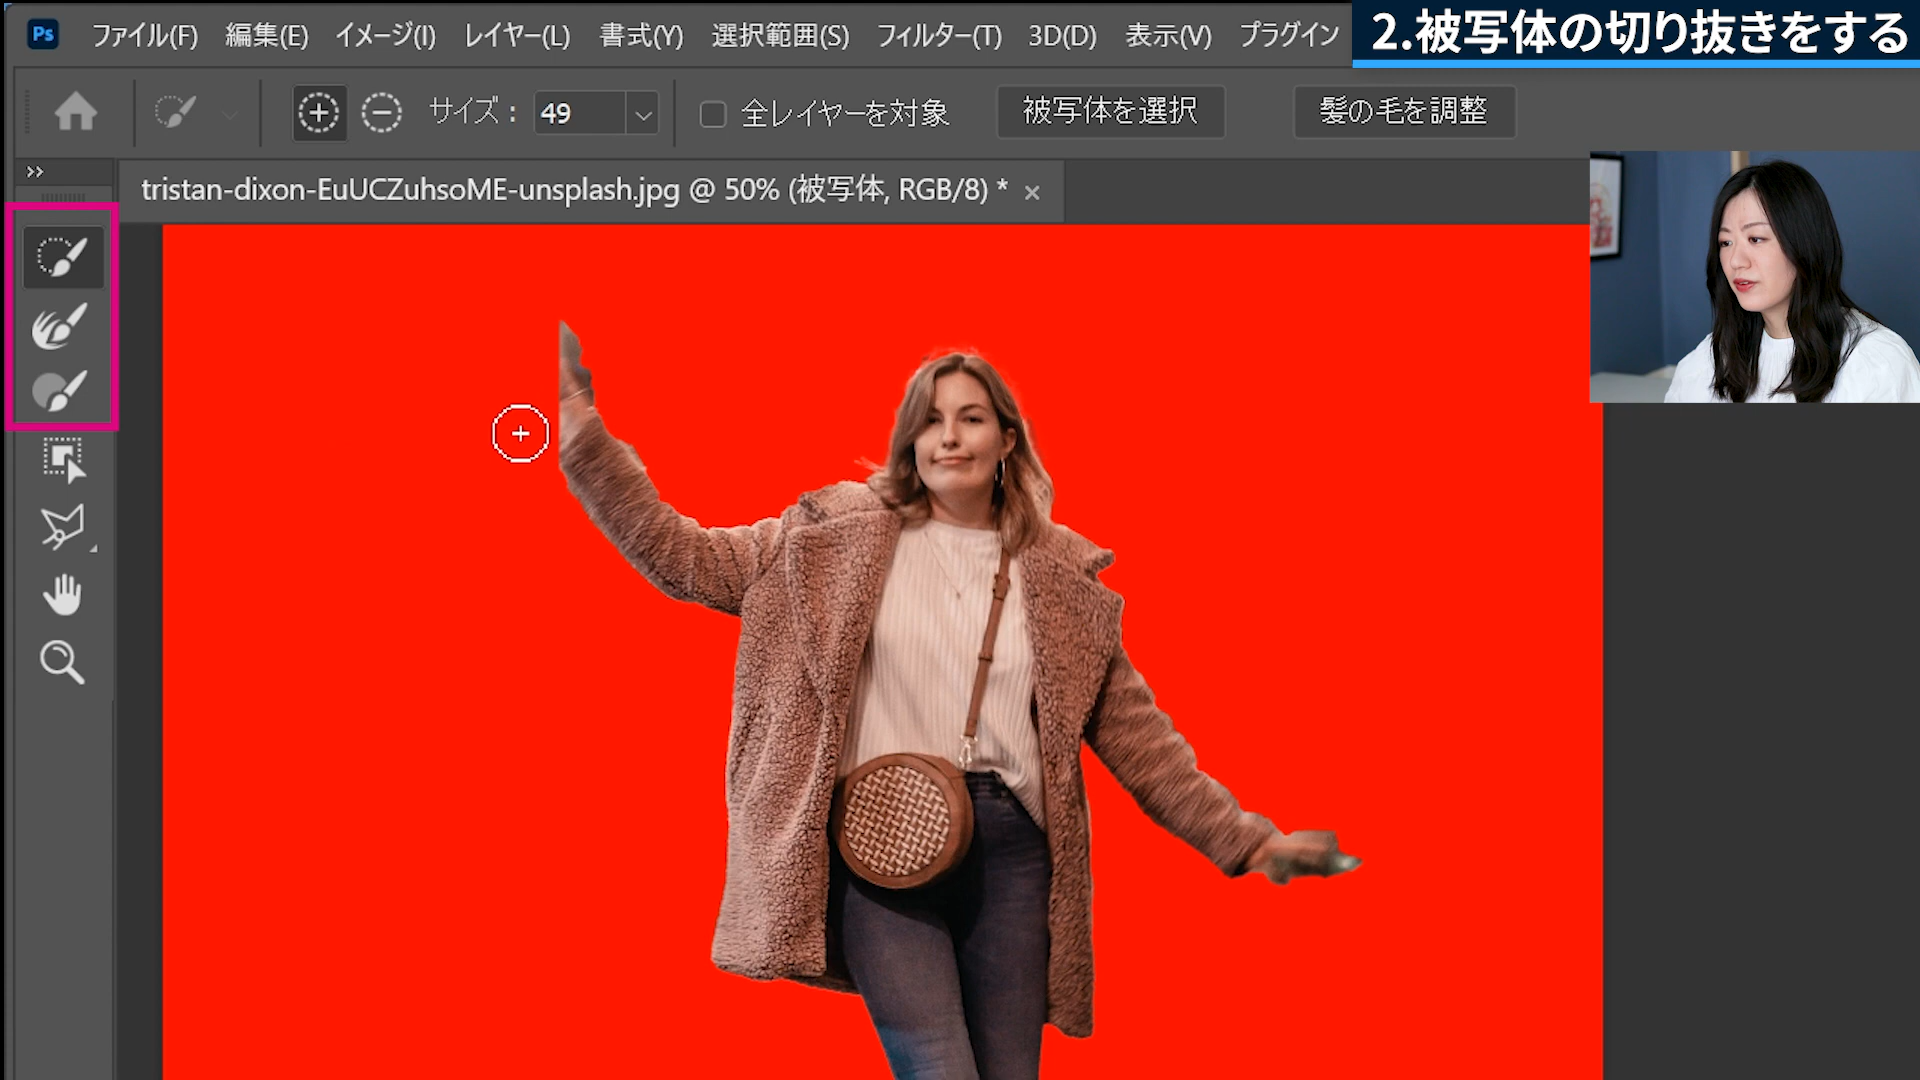 Ps ファイル(F) 編集(E) イメージ(I) レイヤー(L) 書式(Y) 選択範囲(S) フィルター(T) 3D(D) 表示(V) プラグイン
2.被写体の切り抜きをする
サイズ： 49 全レイヤーを対象 被写体を選択 髪の毛を調整
tristan-dixon-EuUCZuhsoME-unsplash.jpg @ 50% (被写体, RGB/8) * ×